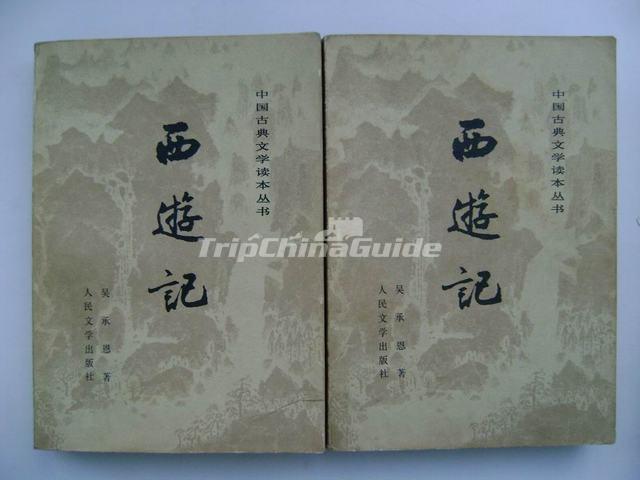 中国古典文学读本丛书
西遊記
吴承恩著
人民文学出版社
中国古典文学读本丛书
西遊記
吴承恩著
人民文学出版社
TripChinaGuide